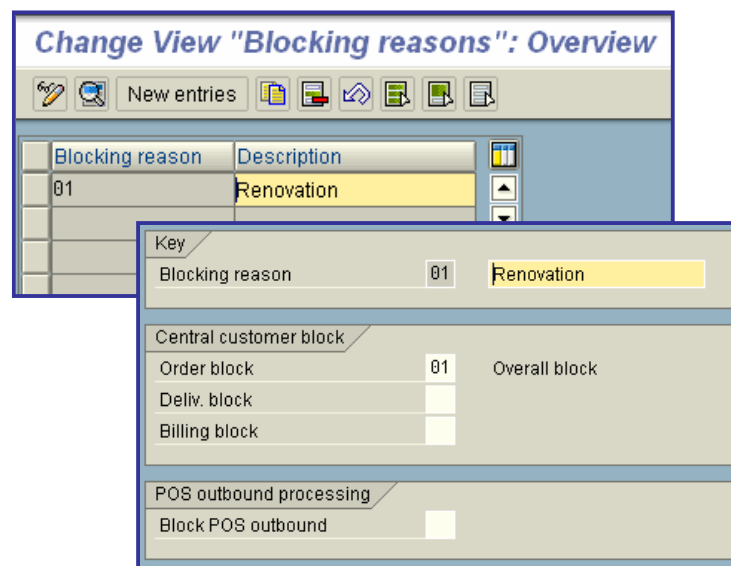 Change View "Blocking reasons": Overview
New entries
Blocking reason Description
01 Renovation
Key
Blocking reason 01 Renovation
Central customer block
Order block 01 Overall block
Deliv. block
Billing block
POS outbound processing
Block POS outbound